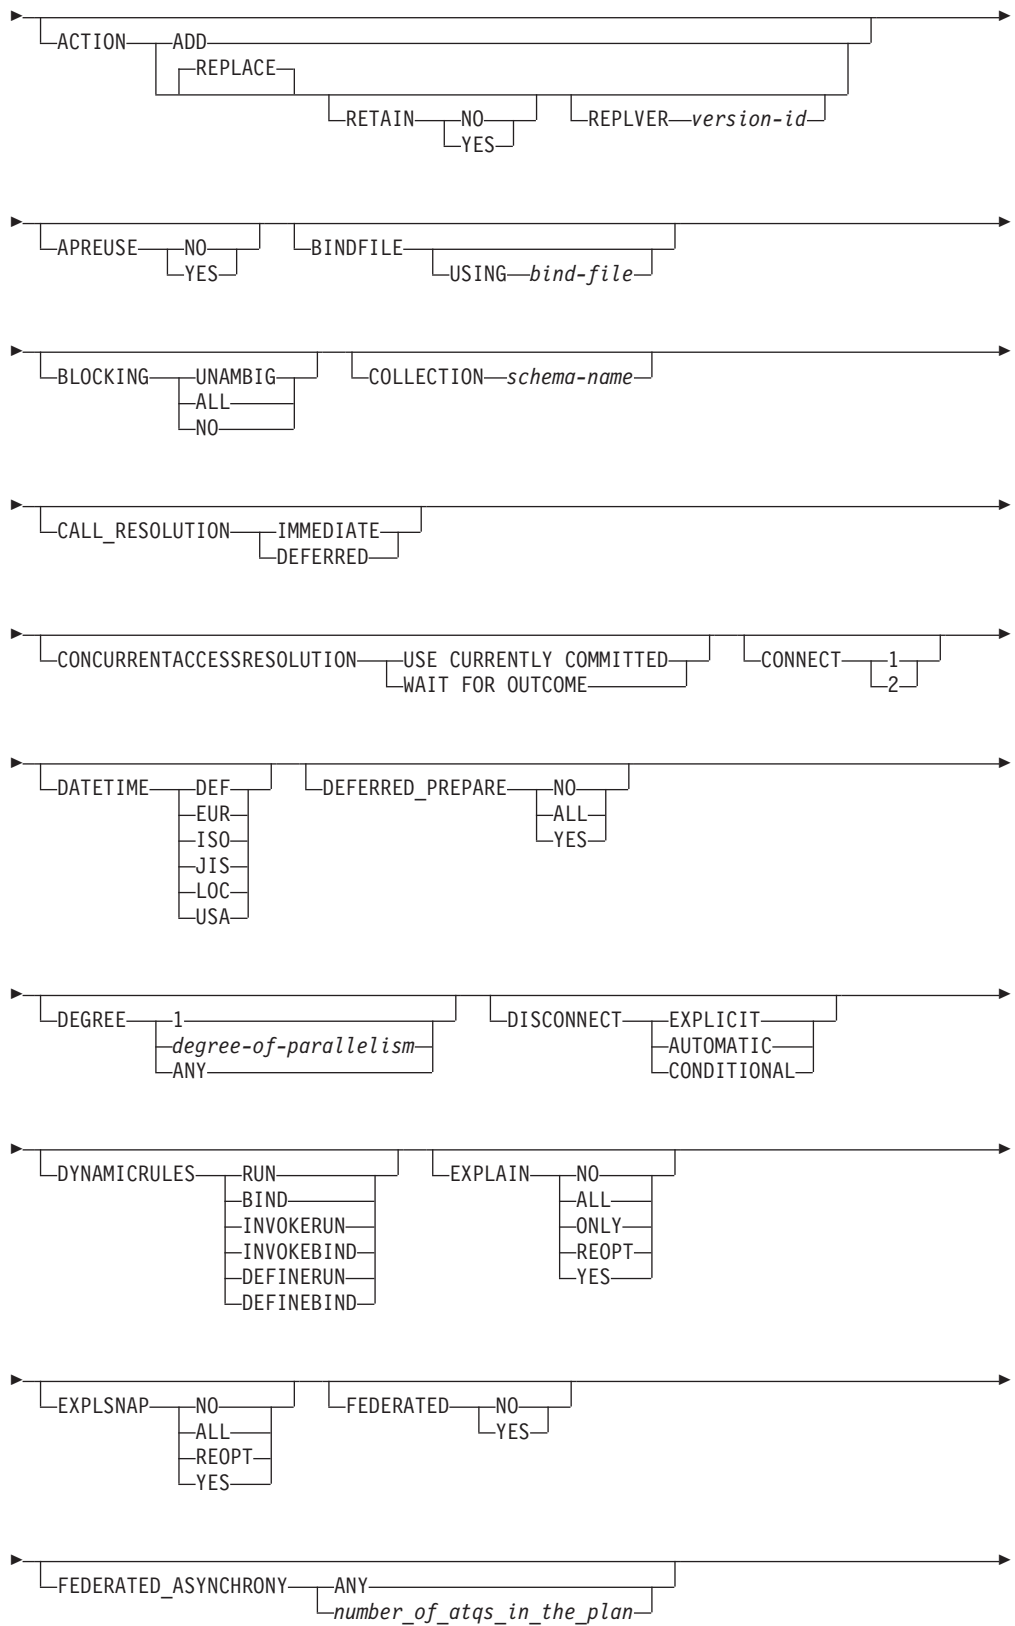 ACTION ADD
REPLACE
RETAIN NO REPLVER version-id
YES
APREUSE NO BINDFILE
YES USING bind-file
BLOCKING UNAMBIG COLLECTION schema-name
ALL
NO
CALL_RESOLUTION IMMEDIATE
DEFERRED
CONCURRENTACCESSRESOLUTION USE CURRENTLY COMMITTED CONNECT 1
WAIT FOR OUTCOME 2
DATETIME DEF DEFERRED_PREPARE NO
EUR ALL
ISO YES
JIS
LOC
USA
DEGREE 1 DISCONNECT EXPLICIT
degree-of-parallelism AUTOMATIC
ANY CONDITIONAL
DYNAMICRULES RUN EXPLAIN NO
BIND ALL
INVOKERUN ONLY
INVOKEBIND REOPT
DEFINERUN YES
DEFINEBIND
EXPLSNAP NO FEDERATED NO
ALL YES
REOPT
YES
FEDERATED_ASYNCHRONY ANY
number_of_atqs_in_the_plan